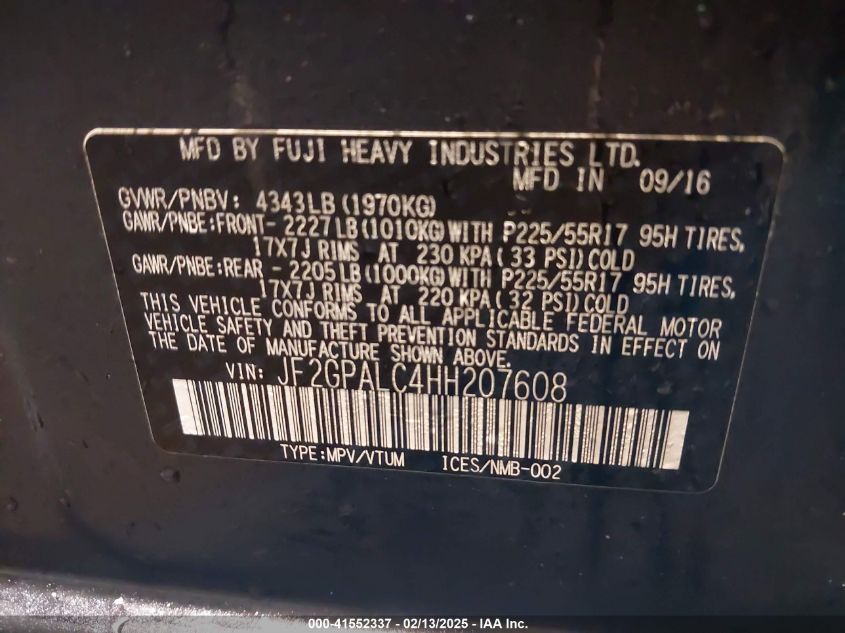 MFD BY FUJI HEAVY INDUSTRIES LTD.
MFD IN 09/16
GVWR/PNBV: 4343LB (1970KG)
GAWR/PNBE:FRONT- 2227 LB (1010KG) WITH P225/55R17 95H TIRES,
17X7J RIMS AT 230 KPA ( 33 PSI) COLD
GAWR/PNBE:REAR - 2205 LB (1000KG) WITH P225/55R17 95H TIRES,
17X7J RIMS AT 220 KPA ( 32 PSI) COLD
THIS VEHICLE CONFORMS TO ALL APPLICABLE FEDERAL MOTOR
VEHICLE SAFETY AND THEFT PREVENTION STANDARDS IN EFFECT ON
THE DATE OF MANUFACTURE SHOWN ABOVE.
VIN: JF2GPALC4HH207608
TYPE:MPV/VTUM ICES/NMB-002
000-41552337 - 02/13/2025 - IAA Inc.